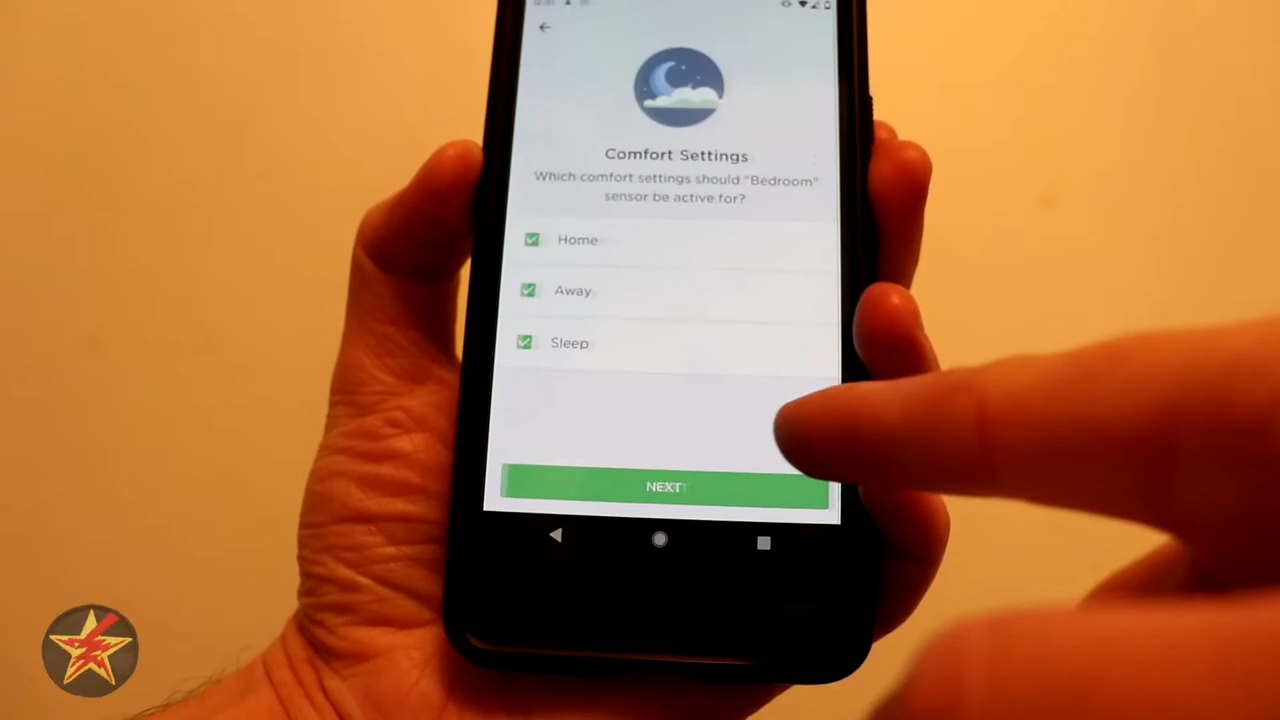 Comfort Settings
Which comfort settings should "Bedroom"
sensor be active for?
Home
Away
Sleep
NEXT